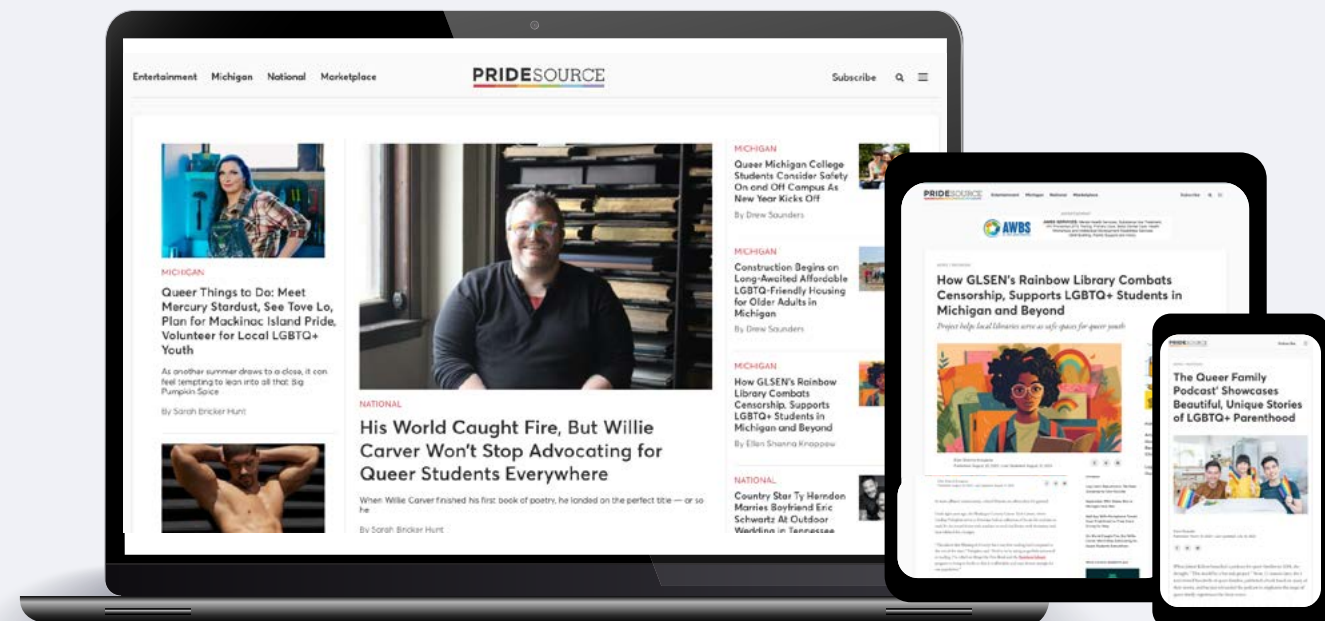 Entertainment Michigan National Marketplace
PRIDESOURCE
Subscribe
MICHIGAN
Queer Things to Do: Meet
Mercury Stardust, See Tove Lo,
Plan for Mackinac Island Pride,
Volunteer for Local LGBTQ+
Youth
As another summer draws to a close, it can
feel tempting to lean into all that Big
Pumpkin Spice
By Sarah Bricker Hunt
NATIONAL
His World Caught Fire, But Willie
Carver Won't Stop Advocating for
Queer Students Everywhere
When Willie Carver finished his first book of poetry, he landed on the perfect title — or so
he
By Sarah Bricker Hunt
MICHIGAN
Queer Michigan College
Students Consider Safety
On and Off Campus As
New Year Kicks Off
By Drew Saunders
MICHIGAN
Construction Begins on
Long-Awaited Affordable
LGBTQ-Friendly Housing
for Older Adults in
Michigan
By Drew Saunders
MICHIGAN
How GLSEN's Rainbow
Library Combats
Censorship, Supports
LGBTQ+ Students in
Michigan and Beyond
By Ellen Shanna Knoppow
NATIONAL
Country Star Ty Herndon
Marries Boyfriend Eric
Schwartz At Outdoor
Wedding in Tennessee
PRIDESOURCE Entertainment Michigan National Marketplace Subscribe
AWBS
How GLSEN's Rainbow Library Combats
Censorship, Supports LGBTQ+ Students in
Michigan and Beyond
Project helps local libraries serve as safe spaces for queer youth
PRIDESOURCE
Subscribe
The Queer Family
Podcast' Showcases
Beautiful, Unique Stories
of LGBTQ+ Parenthood